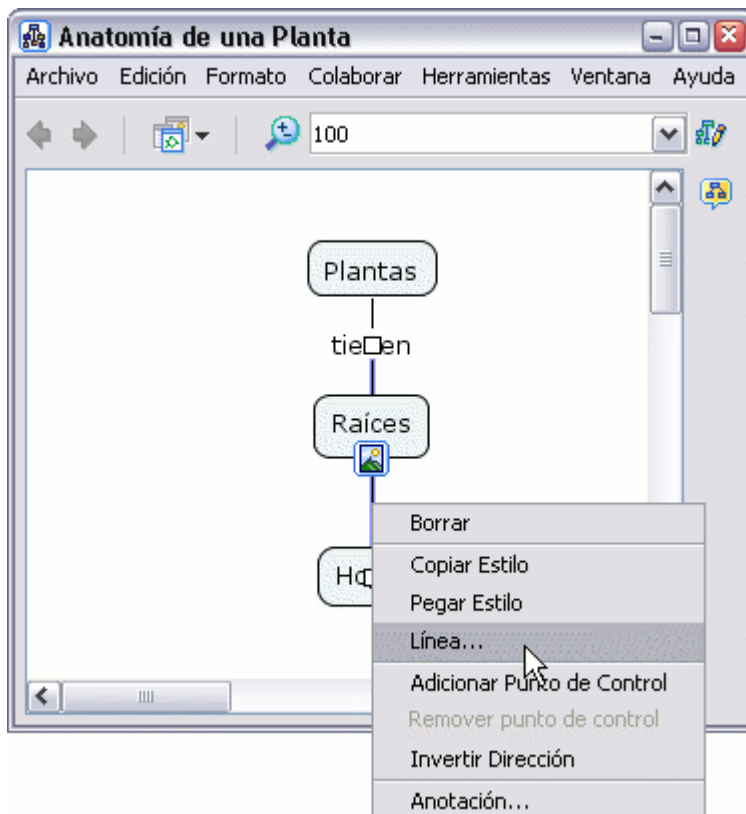 Anatomía de una Planta
Archivo Edición Formato Colaborar Herramientas Ventana Ayuda
100
Plantas
Raíces
Borrar
Copiar Estilo
Pegar Estilo
Línea...
Adicionar Punto de Control
Remover punto de control
Invertir Dirección
Anotación...